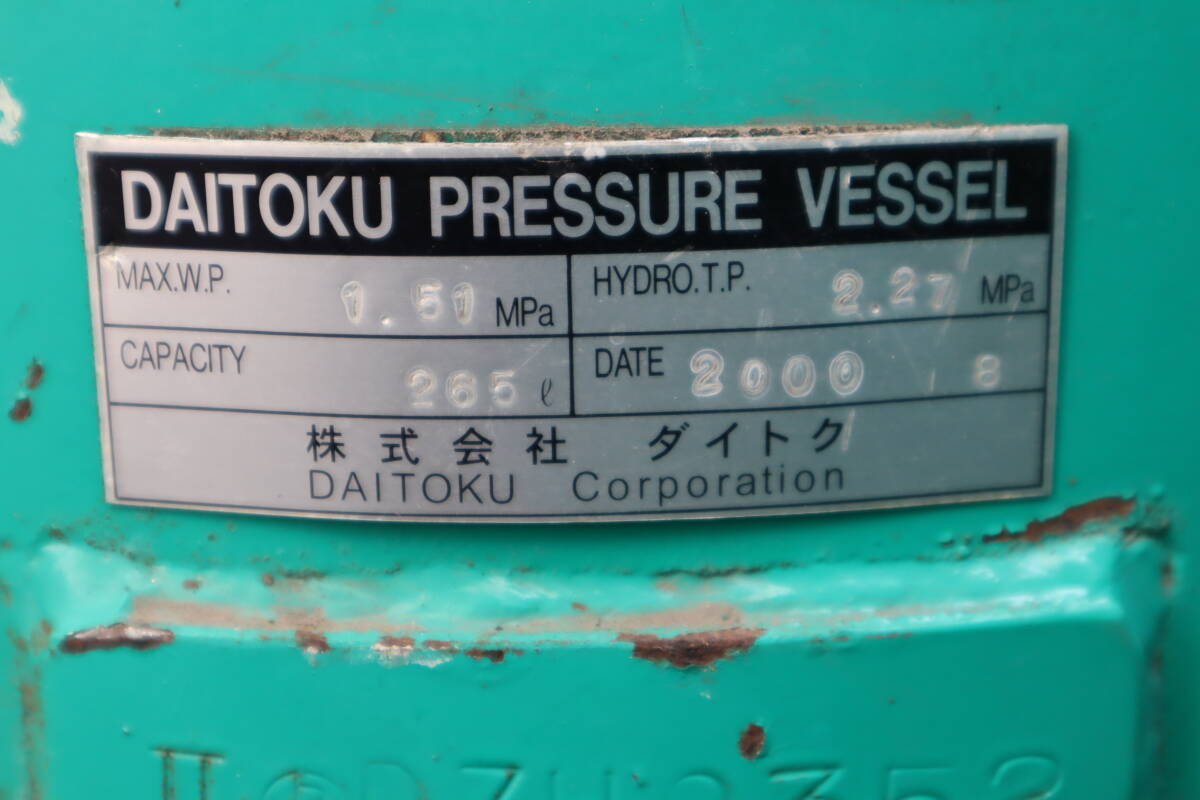 DAITOKU PRESSURE VESSEL
MAX.W.P. 1.51 MPa HYDRO.T.P. 2.27 MPa
CAPACITY 265 ℓ DATE 2000 8
株式会社 ダイトク
DAITOKU Corporation